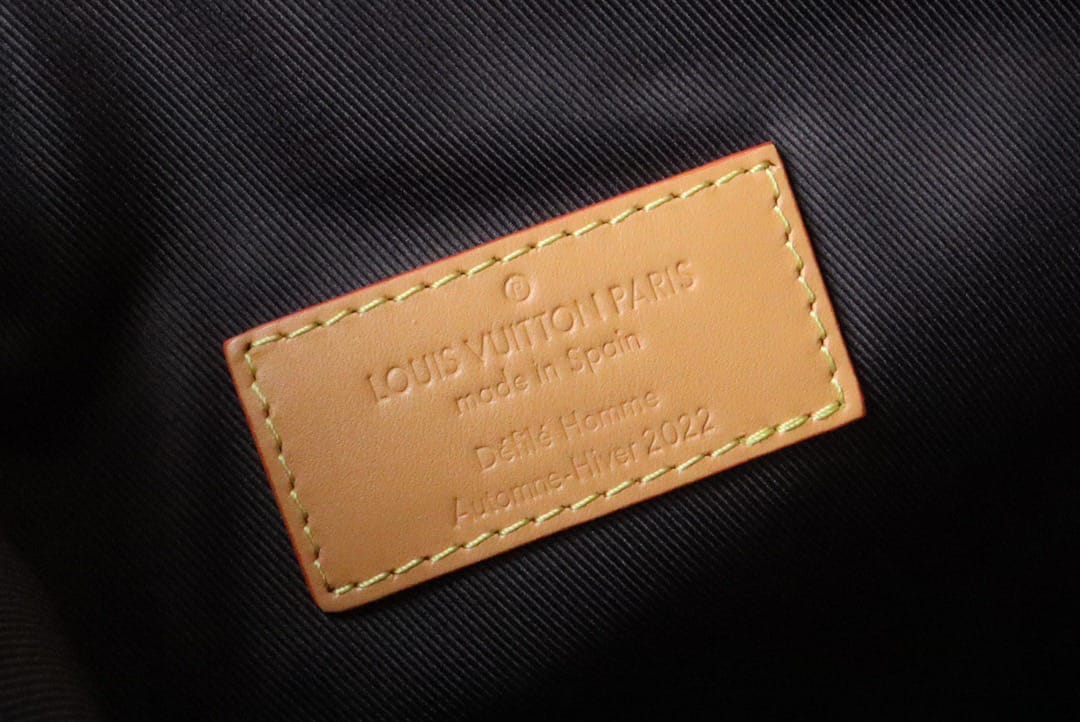 ®
LOUIS VUITTON PARIS
made in Spain
Défilé Homme
Automne-Hiver 2022